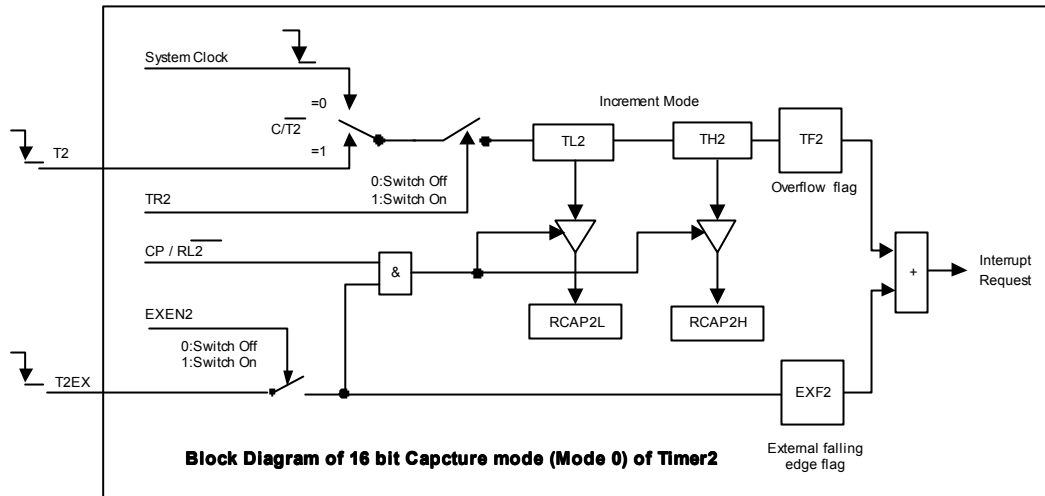 System Clock
=0
C/T2
=1
T2
Increment Mode
TL2
TH2
TF2
Overflow flag
0:Switch Off
1:Switch On
TR2
CP / RL2
&
+
Interrupt
Request
RCAP2L
RCAP2H
EXEN2
0:Switch Off
1:Switch On
T2EX
EXF2
External falling
edge flag
Block Diagram of 16 bit Capcture mode (Mode 0) of Timer2